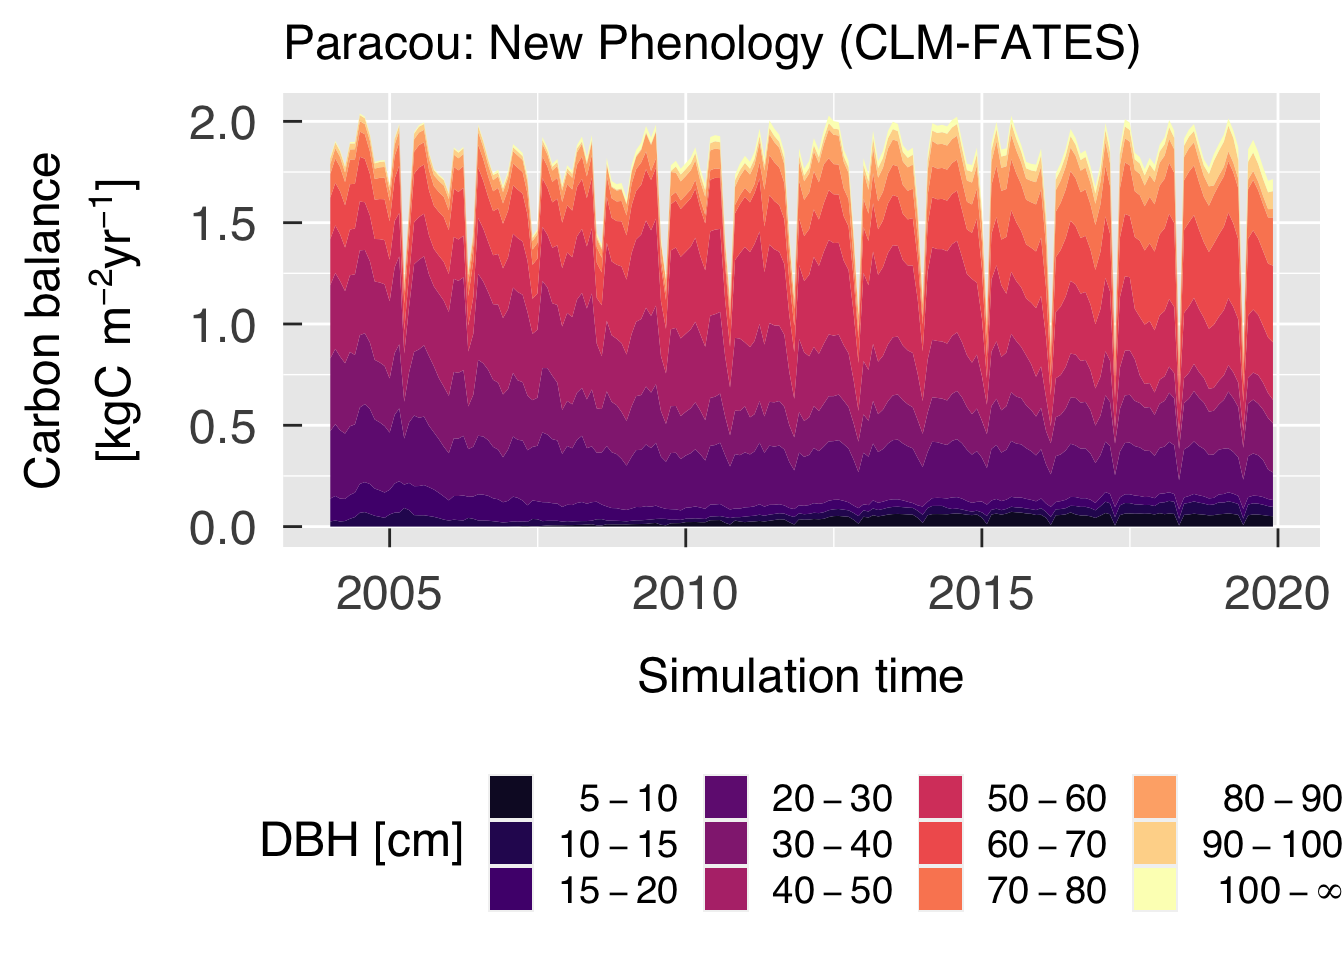 Paracou: New Phenology (CLM-FATES)
Carbon balance
[kgC m⁻²yr⁻¹]
2.0
1.5
1.0
0.5
0.0
2005 2010 2015 2020
Simulation time
DBH [cm]
5 – 10 20 – 30 50 – 60 80 – 90
10 – 15 30 – 40 60 – 70 90 – 100
15 – 20 40 – 50 70 – 80 100 – ∞